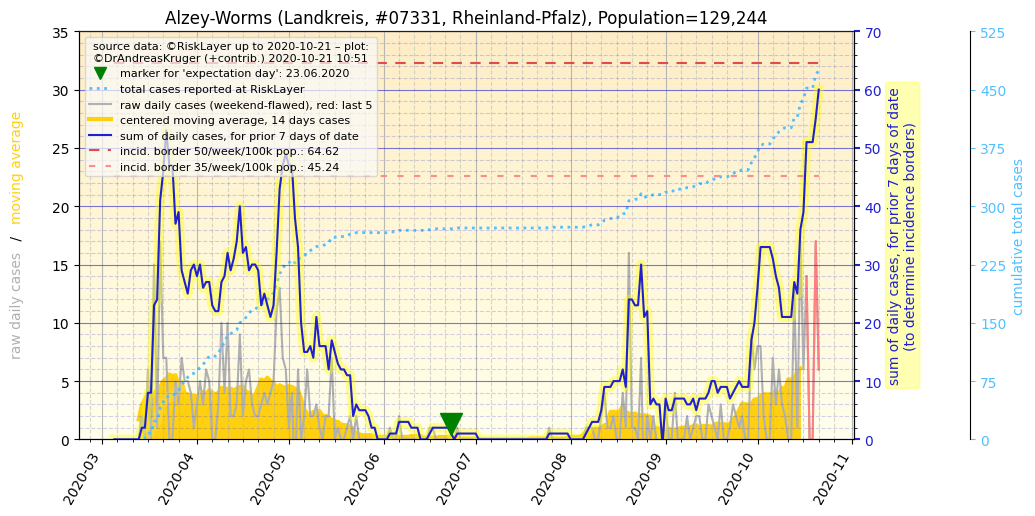 Alzey-Worms (Landkreis, #07331, Rheinland-Pfalz), Population=129,244
source data: ©RiskLayer up to 2020-10-21 – plot:
©DrAndreasKruger (+contrib.) 2020-10-21 10:51
marker for 'expectation day': 23.06.2020
total cases reported at RiskLayer
raw daily cases (weekend-flawed), red: last 5
centered moving average, 14 days cases
sum of daily cases, for prior 7 days of date
incid. border 50/week/100k pop.: 64.62
incid. border 35/week/100k pop.: 45.24
raw daily cases / moving average
35
30
25
20
15
10
5
0
2020-03
2020-04
2020-05
2020-06
2020-07
2020-08
2020-09
2020-10
2020-11
70
60
50
40
30
20
10
0
sum of daily cases, for prior 7 days of date
(to determine incidence borders)
525
450
375
300
225
150
75
0
cumulative total cases